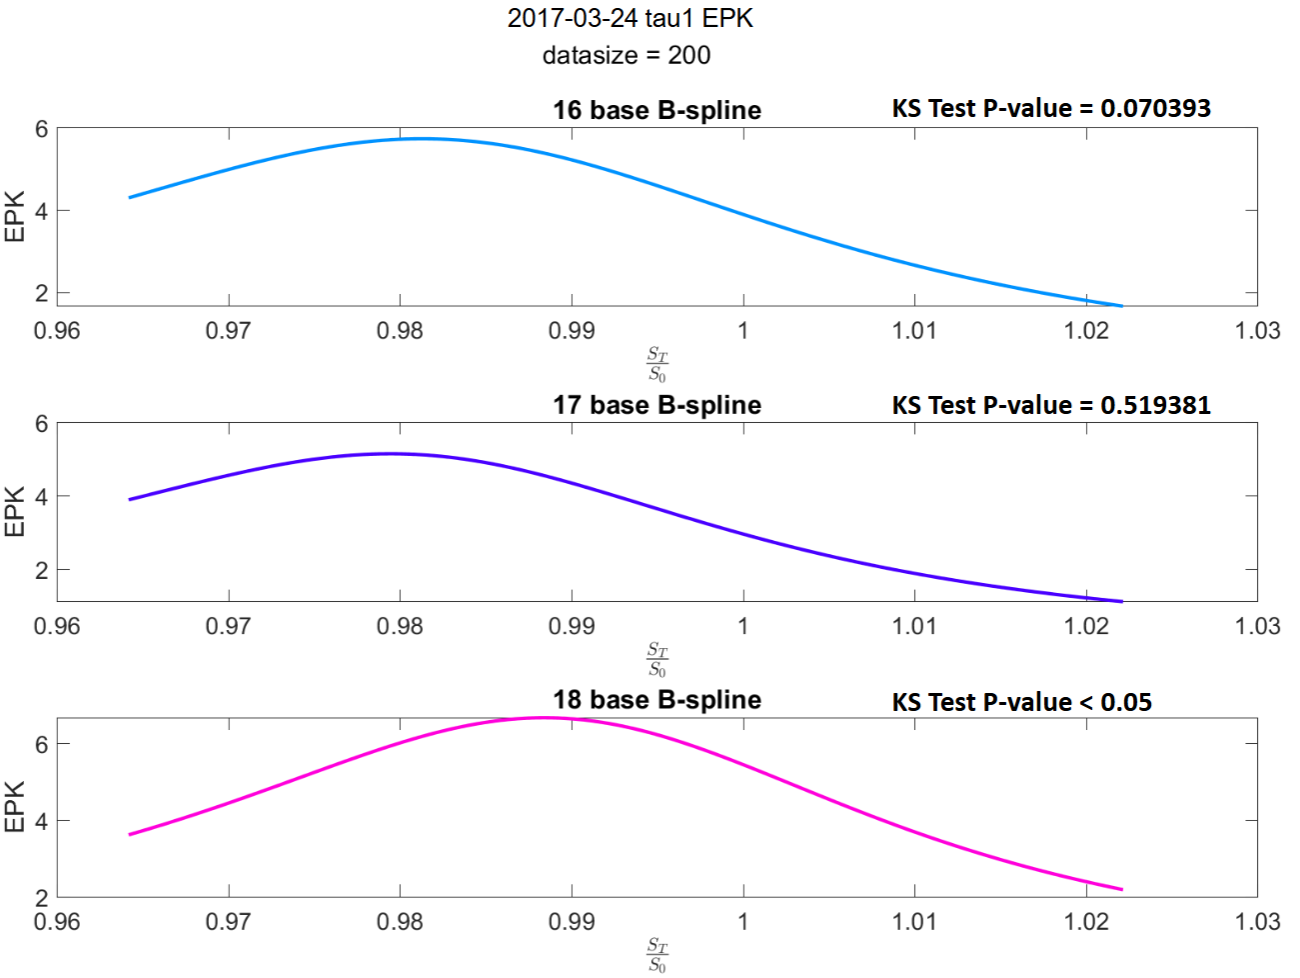 2017-03-24 tau1 EPK
datasize = 200
16 base B-spline KS Test P-value = 0.070393
6
4
2
EPK
0.96 0.97 0.98 0.99 1 1.01 1.02 1.03
S_T
S_0
17 base B-spline KS Test P-value = 0.519381
6
4
2
EPK
0.96 0.97 0.98 0.99 1 1.01 1.02 1.03
S_T
S_0
18 base B-spline KS Test P-value < 0.05
6
4
2
EPK
0.96 0.97 0.98 0.99 1 1.01 1.02 1.03
S_T
S_0